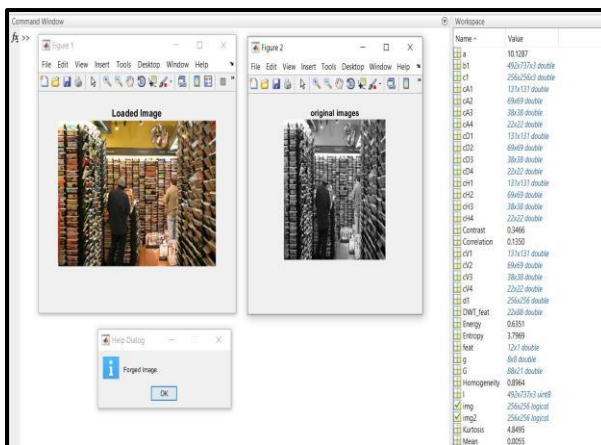 Command Window
fx >>
Figure 1
File Edit View Insert Tools Desktop Window Help
Loaded Image
Figure 2
File Edit View Insert Tools Desktop Window Help
original images
Help Dialog
Forged Image
OK
Workspace
Name Value
a 10.1287
b1 492x737x3 double
c1 256x256x3 double
cA1 131x131 double
cA2 69x69 double
cA3 38x38 double
cA4 22x22 double
cD1 131x131 double
cD2 69x69 double
cD3 38x38 double
cD4 22x22 double
cH1 131x131 double
cH2 69x69 double
cH3 38x38 double
cH4 22x22 double
Contrast 0.3466
Correlation 0.1350
cV1 131x131 double
cV2 69x69 double
cV3 38x38 double
cV4 22x22 double
d1 256x256 double
DWT_feat 22x88 double
Energy 0.6351
Entropy 3.7969
feat 12x1 double
g 8x8 double
G 88x21 double
Homogeneity 0.8964
I 492x737x3 uint8
img 256x256 logical
img2 256x256 logical
Kurtosis 4.8495
Mean 0.0055